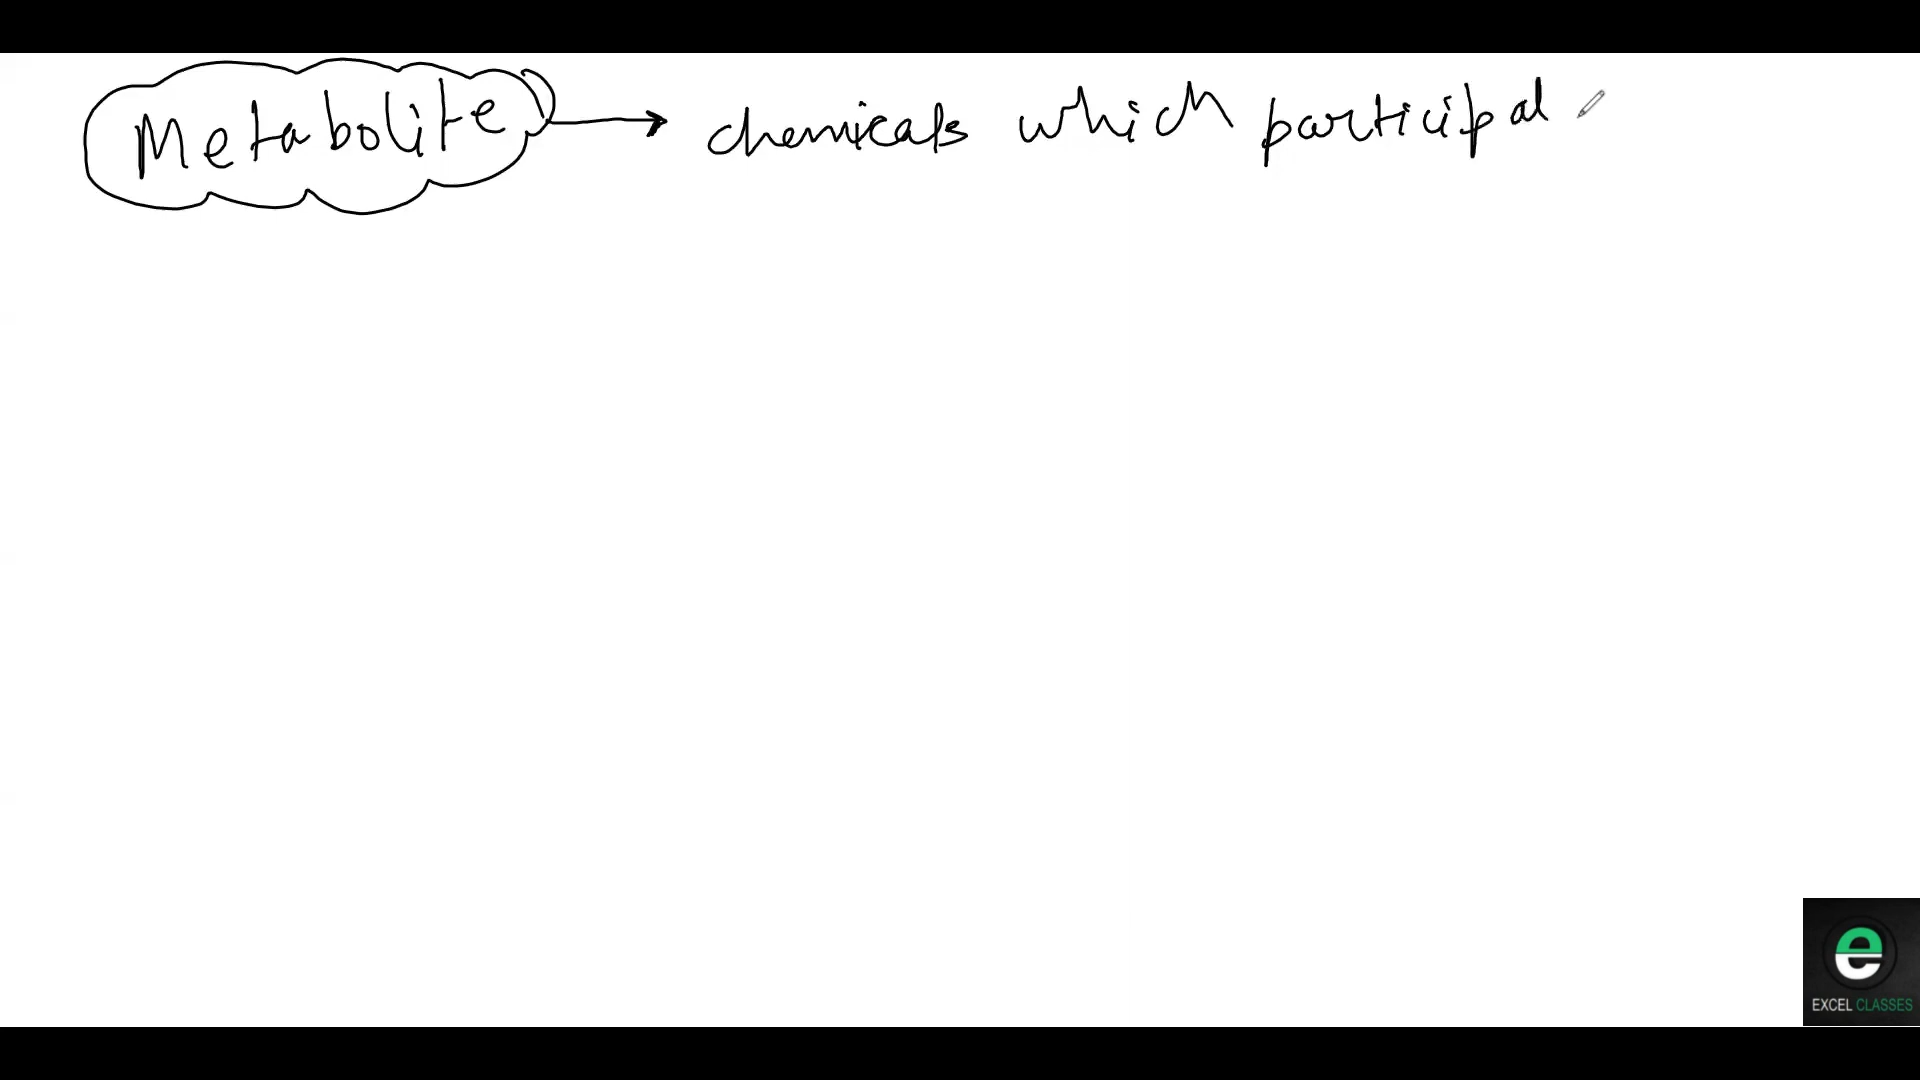 Metabolite → chemicals which participat
e
EXCEL CLASSES